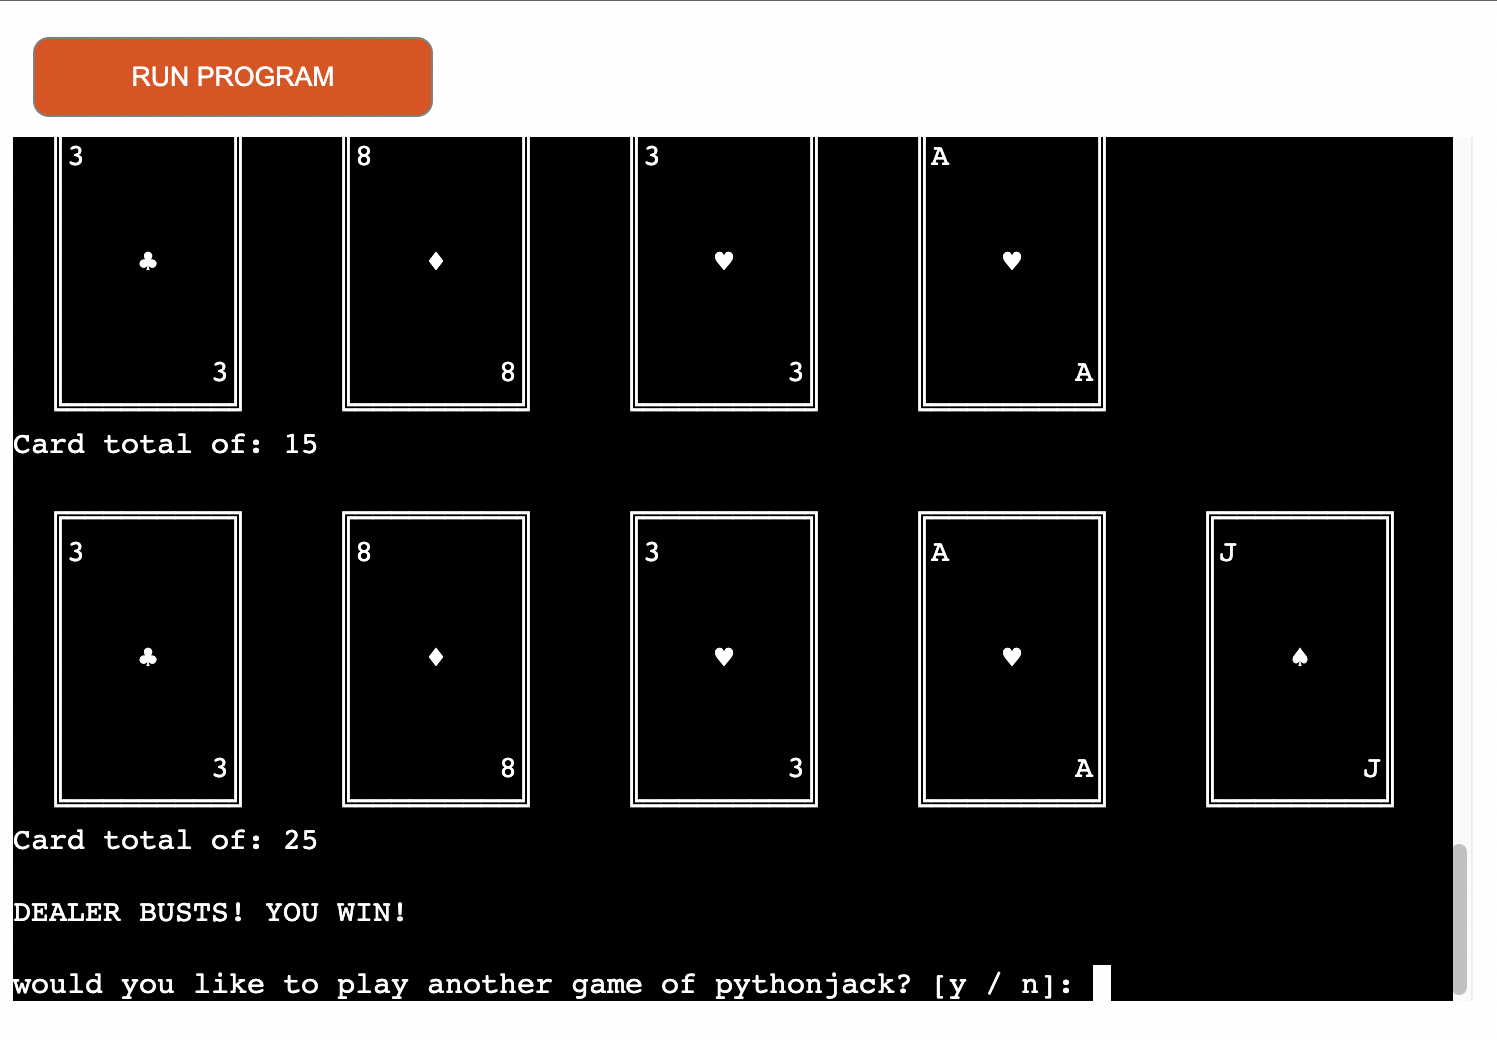 RUN PROGRAM
3 8 3 A
♣ ♦ ♥ ♥
3 8 3 A
Card total of: 15
3 8 3 A J
♣ ♦ ♥ ♥ ♠
3 8 3 A J
Card total of: 25
DEALER BUSTS! YOU WIN!
would you like to play another game of pythonjack? [y / n]: